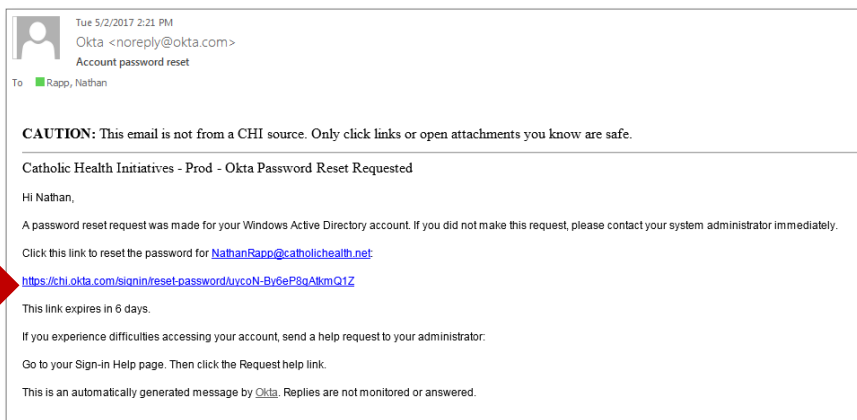 Tue 5/2/2017 2:21 PM
Okta <noreply@okta.com>
Account password reset
To Rapp, Nathan
CAUTION: This email is not from a CHI source. Only click links or open attachments you know are safe.
Catholic Health Initiatives - Prod - Okta Password Reset Requested
Hi Nathan,
A password reset request was made for your Windows Active Directory account. If you did not make this request, please contact your system administrator immediately.
Click this link to reset the password for NathanRapp@catholichealth.net:
https://chi.okta.com/signin/reset-password/uycoN-By6eP8qAtkmQ1Z
This link expires in 6 days.
If you experience difficulties accessing your account, send a help request to your administrator:
Go to your Sign-in Help page. Then click the Request help link.
This is an automatically generated message by Okta. Replies are not monitored or answered.